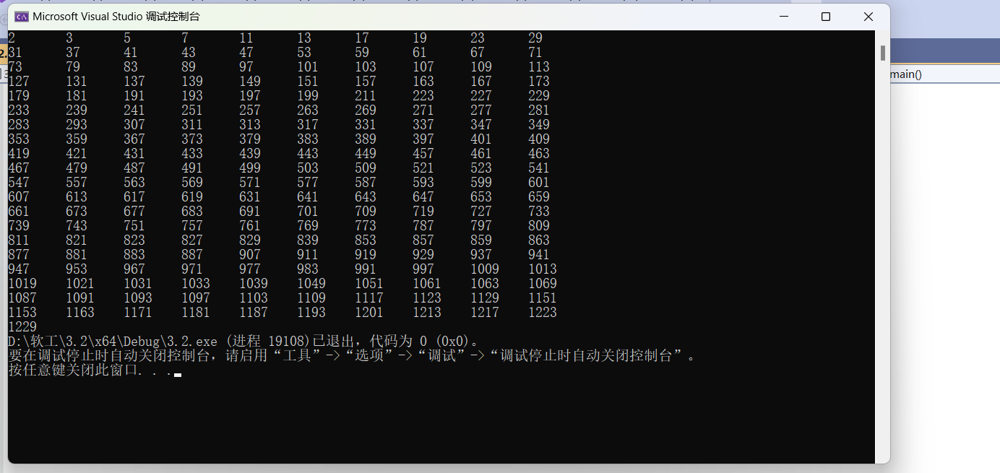 Microsoft Visual Studio 调试控制台
2 3 5 7 11 13 17 19 23 29
31 37 41 43 47 53 59 61 67 71
73 79 83 89 97 101 103 107 109 113
127 131 137 139 149 151 157 163 167 173
179 181 191 193 197 199 211 223 227 229
233 239 241 251 257 263 269 271 277 281
283 293 307 311 313 317 331 337 347 349
353 359 367 373 379 383 389 397 401 409
419 421 431 433 439 443 449 457 461 463
467 479 487 491 499 503 509 521 523 541
547 557 563 569 571 577 587 593 599 601
607 613 617 619 631 641 643 647 653 659
661 673 677 683 691 701 709 719 727 733
739 743 751 757 761 769 773 787 797 809
811 821 823 827 829 839 853 857 859 863
877 881 883 887 907 911 919 929 937 941
947 953 967 971 977 983 991 997 1009 1013
1019 1021 1031 1033 1039 1049 1051 1061 1063 1069
1087 1091 1093 1097 1103 1109 1117 1123 1129 1151
1153 1163 1171 1181 1187 1193 1201 1213 1217 1223
1229
D:\软工\3.2\x64\Debug\3.2.exe (进程 19108)已退出，代码为 0 (0x0)。
要在调试停止时自动关闭控制台，请启用“工具”->“选项”->“调试”->“调试停止时自动关闭控制台”。
按任意键关闭此窗口. . .
main()